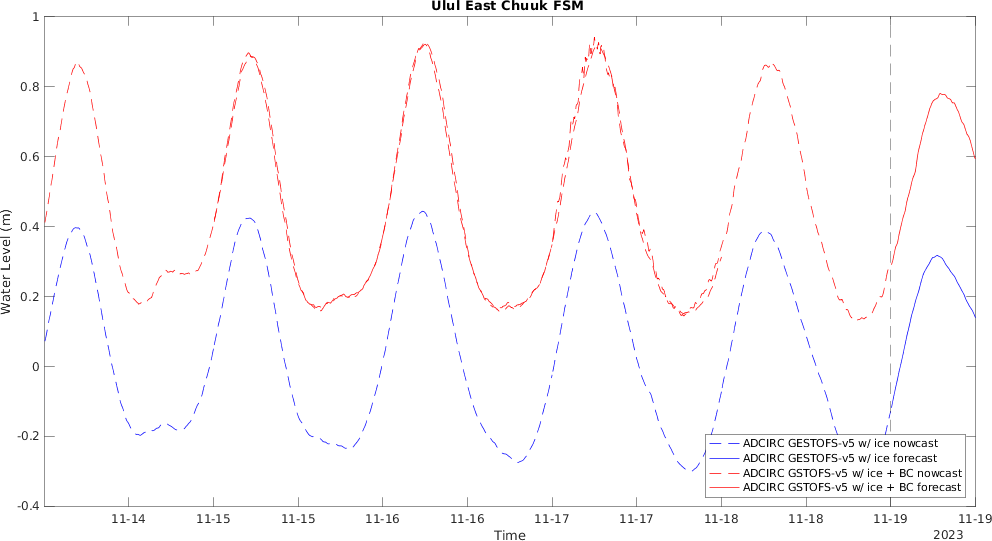 Ulul East Chuuk FSM
1
0.8
0.6
0.4
0.2
0
-0.2
-0.4
Water Level (m)
ADCIRC GESTOFS-v5 w/ ice nowcast
ADCIRC GESTOFS-v5 w/ ice forecast
ADCIRC GSTOFS-v5 w/ ice + BC nowcast
ADCIRC GSTOFS-v5 w/ ice + BC forecast
11-14 11-15 11-15 11-16 11-16 11-17 11-17 11-18 11-18 11-19 11-19
Time
2023